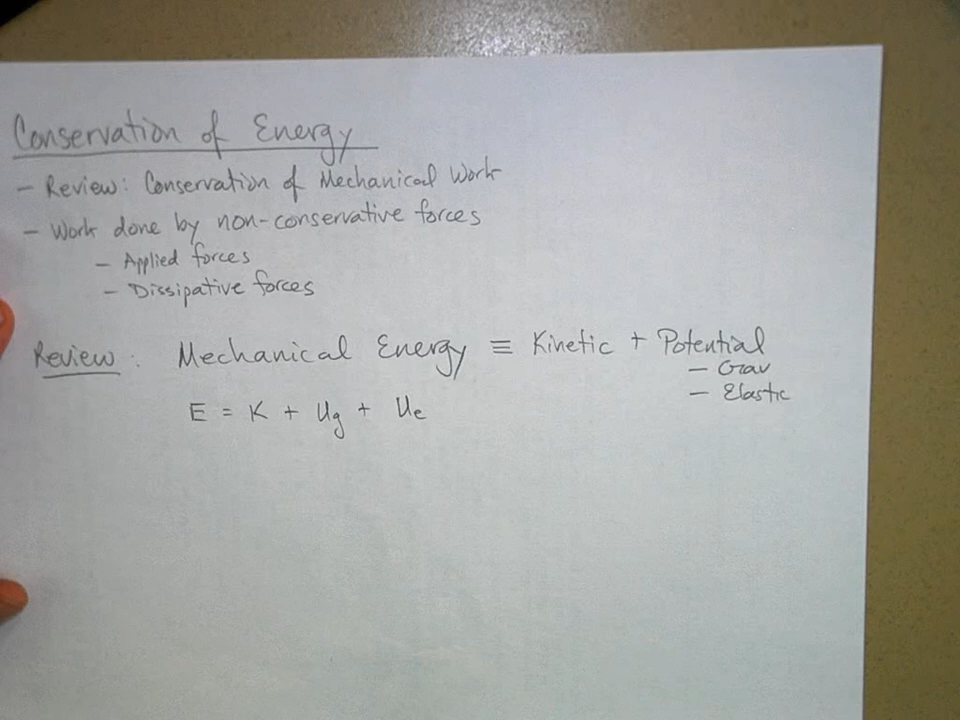 Conservation of Energy
- Review: Conservation of Mechanical Work
- Work done by non-conservative forces
- Applied forces
- Dissipative forces
Review: Mechanical Energy ≡ Kinetic + Potential
- Grav
- Elastic
E = K + Ug + Ue